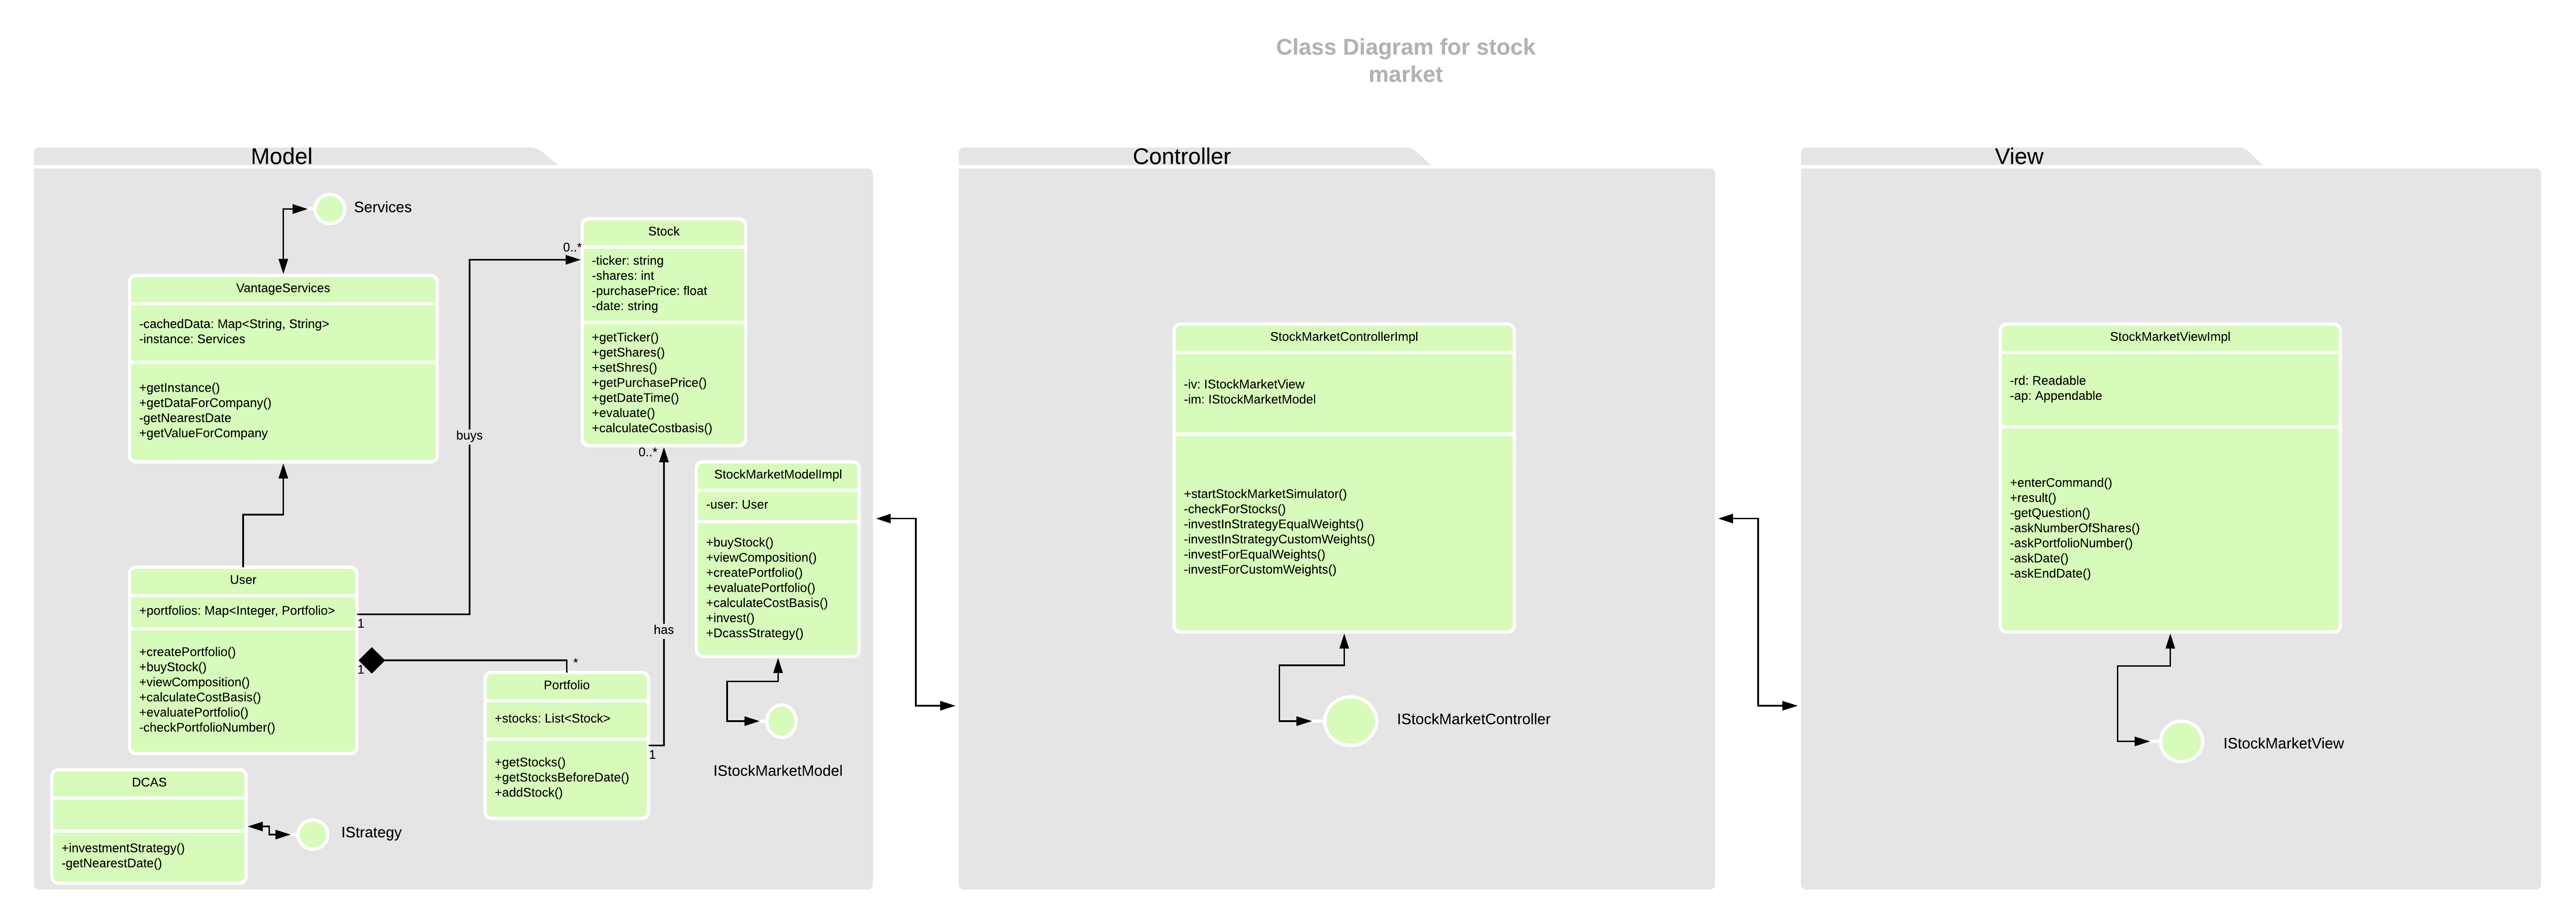 Class Diagram for stock
market
Model
Services
VantageServices
-cachedData: Map<String, String>
-instance: Services
+getInstance()
+getDataForCompany()
-getNearestDate
+getValueForCompany
Stock
-ticker: string
-shares: int
-purchasePrice: float
-date: string
+getTicker()
+getShares()
+setShres()
+getPurchasePrice()
+getDateTime()
+evaluate()
+calculateCostbasis()
0..*
buys
1
0..*
has
1
User
+portfolios: Map<Integer, Portfolio>
+createPortfolio()
+buyStock()
+viewComposition()
+calculateCostBasis()
+evaluatePortfolio()
-checkPortfolioNumber()
1
*
Portfolio
+stocks: List<Stock>
+getStocks()
+getStocksBeforeDate()
+addStock()
StockMarketModelImpl
-user: User
+buyStock()
+viewComposition()
+createPortfolio()
+evaluatePortfolio()
+calculateCostBasis()
+invest()
+DcassStrategy()
IStockMarketModel
DCAS
+investmentStrategy()
-getNearestDate()
IStrategy
Controller
StockMarketControllerImpl
-iv: IStockMarketView
-im: IStockMarketModel
+startStockMarketSimulator()
-checkForStocks()
-investInStrategyEqualWeights()
-investInStrategyCustomWeights()
-investForEqualWeights()
-investForCustomWeights()
IStockMarketController
View
StockMarketViewImpl
-rd: Readable
-ap: Appendable
+enterCommand()
+result()
-getQuestion()
-askNumberOfShares()
-askPortfolioNumber()
-askDate()
-askEndDate()
IStockMarketView